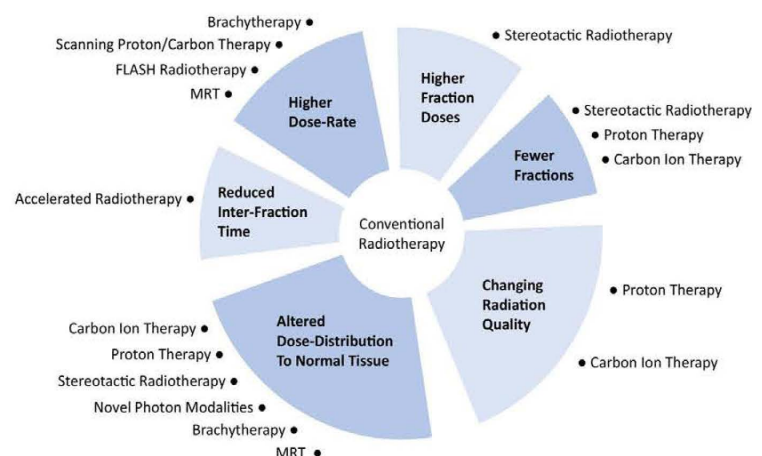 Brachytherapy
Scanning Proton/Carbon Therapy
FLASH Radiotherapy
MRT
Higher
Dose-Rate
Higher
Fraction
Doses
Stereotactic Radiotherapy
Fewer
Fractions
Stereotactic Radiotherapy
Proton Therapy
Carbon Ion Therapy
Accelerated Radiotherapy
Reduced
Inter-Fraction
Time
Conventional
Radiotherapy
Changing
Radiation
Quality
Proton Therapy
Carbon Ion Therapy
Altered
Dose-Distribution
To Normal Tissue
Carbon Ion Therapy
Proton Therapy
Stereotactic Radiotherapy
Novel Photon Modalities
Brachytherapy
MRT